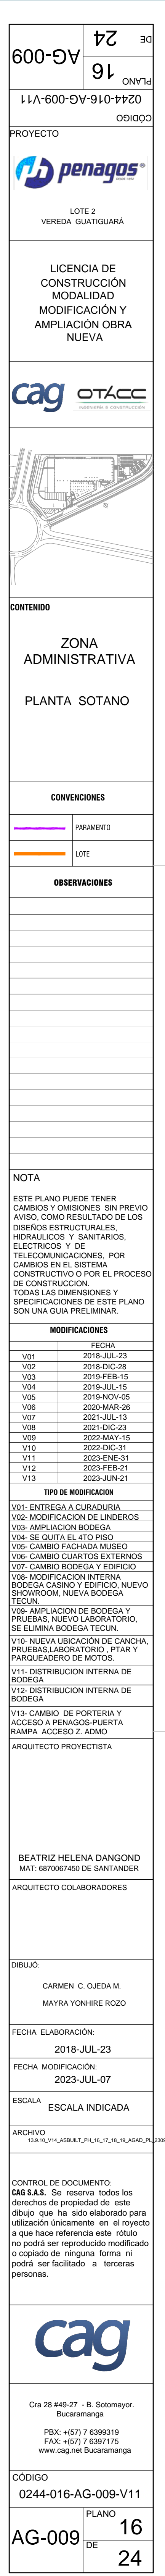 DE 24
PLANO 16
AG-009
CÓDIGO
0244-016-AG-009-V11
PROYECTO
penagos
LOTE 2
VEREDA GUATIGUARÁ
LICENCIA DE
CONSTRUCCIÓN
MODALIDAD
MODIFICACIÓN Y
AMPLIACIÓN OBRA
NUEVA
cag OTACC
INGENIERÍA & CONSTRUCCIÓN
CONTENIDO
ZONA
ADMINISTRATIVA
PLANTA SOTANO
CONVENCIONES
PARAMENTO
LOTE
OBSERVACIONES
NOTA
ESTE PLANO PUEDE TENER
CAMBIOS Y OMISIONES SIN PREVIO
AVISO, COMO RESULTADO DE LOS
DISEÑOS ESTRUCTURALES,
HIDRAULICOS Y SANITARIOS,
ELECTRICOS Y DE
TELECOMUNICACIONES, POR
CAMBIOS EN EL SISTEMA
CONSTRUCTIVO O POR EL PROCESO
DE CONSTRUCCION.
TODAS LAS DIMENSIONES Y
SPECIFICACIONES DE ESTE PLANO
SON UNA GUIA PRELIMINAR.
MODIFICACIONES
FECHA
V01 2018-JUL-23
V02 2018-DIC-28
V03 2019-FEB-15
V04 2019-JUL-15
V05 2019-NOV-05
V06 2020-MAR-26
V07 2021-JUL-13
V08 2021-DIC-23
V09 2022-MAY-15
V10 2022-DIC-31
V11 2023-ENE-31
V12 2023-FEB-21
V13 2023-JUN-21
TIPO DE MODIFICACION
V01- ENTREGA A CURADURIA
V02- MODIFICACION DE LINDEROS
V03- AMPLIACION BODEGA
V04- SE QUITA EL 4TO PISO
V05- CAMBIO FACHADA MUSEO
V06- CAMBIO CUARTOS EXTERNOS
V07- CAMBIO BODEGA Y EDIFICIO
V08- MODIFICACION INTERNA
BODEGA CASINO Y EDIFICIO, NUEVO
SHOWROOM, NUEVA BODEGA
TECUN.
V09- AMPLIACION DE BODEGA Y
PRUEBAS, NUEVO LABORATORIO,
SE ELIMINA BODEGA TECUN.
V10- NUEVA UBICACIÓN DE CANCHA,
PRUEBAS,LABORATORIO , PTAR Y
PARQUEADERO DE MOTOS.
V11- DISTRIBUCION INTERNA DE
BODEGA
V12- DISTRIBUCION INTERNA DE
BODEGA
V13- CAMBIO DE PORTERIA Y
ACCESO A PENAGOS-PUERTA
RAMPA ACCESO Z. ADMO
ARQUITECTO PROYECTISTA
BEATRIZ HELENA DANGOND
MAT: 6870067450 DE SANTANDER
ARQUITECTO COLABORADORES
DIBUJÓ:
CARMEN C. OJEDA M.
MAYRA YONHIRE ROZO
FECHA ELABORACIÓN:
2018-JUL-23
FECHA MODIFICACIÓN:
2023-JUL-07
ESCALA
ESCALA INDICADA
ARCHIVO
13.9.10_V14_ASBUILT_PH_16_17_18_19_AGAD_PL_2309
CONTROL DE DOCUMENTO:
CAG S.A.S. Se reserva todos los
derechos de propiedad de este
dibujo que ha sido elaborado para
utilización únicamente en el royecto
a que hace referencia este rótulo
no podrá ser reproducido modificado
o copiado de ninguna forma ni
podrá ser facilitado a terceras
personas.
cag
Cra 28 #49-27 - B. Sotomayor.
Bucaramanga
PBX: +(57) 7 6399319
FAX: +(57) 7 6397175
www.cag.net Bucaramanga
CÓDIGO
0244-016-AG-009-V11
AG-009
PLANO 16
DE 24